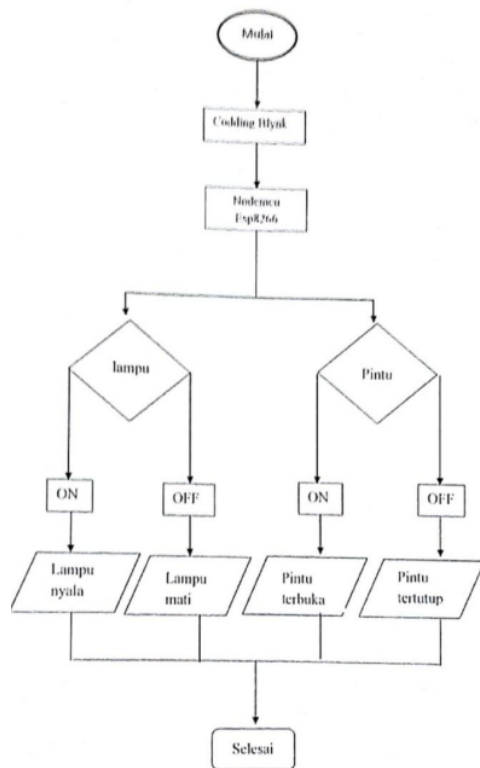 Mulai
Codding Blynk
Nodemcu
Esp8266
lampu
Pintu
ON
OFF
ON
OFF
Lampu
nyala
Lampu
mati
Pintu
terbuka
Pintu
tertutup
Selesai